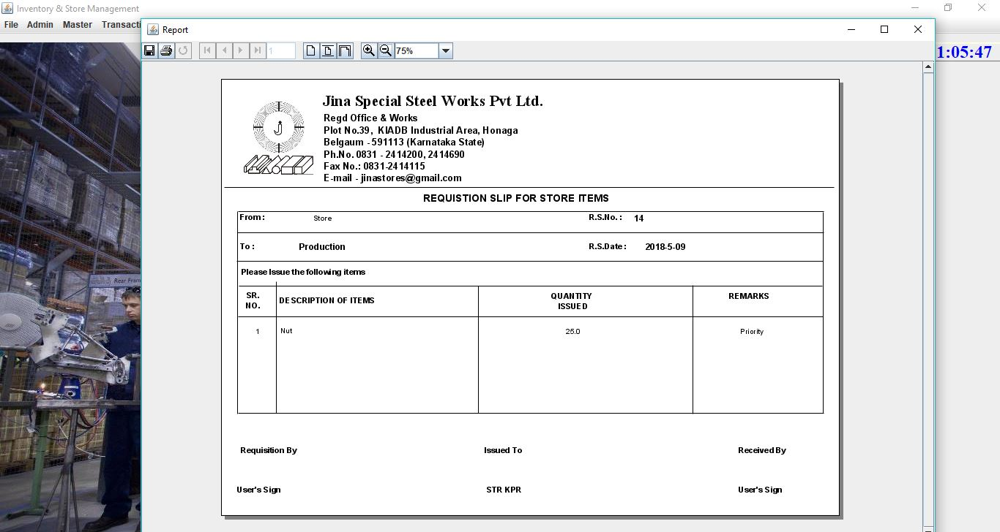 Inventory & Store Management
File Admin Master Transacti
Report
1
75%
1:05:47
J
Jina Special Steel Works Pvt Ltd.
Regd Office & Works
Plot No.39, KIADB Industrial Area, Honaga
Belgaum - 591113 (Karnataka State)
Ph.No. 0831 - 2414200, 2414690
Fax No.: 0831-2414115
E-mail - jinastores@gmail.com
REQUISTION SLIP FOR STORE ITEMS
From : Store R.S.No. : 14
To : Production R.S.Date : 2018-5-09
Please Issue the following items
SR. NO. DESCRIPTION OF ITEMS QUANTITY ISSUED REMARKS
1 Nut 25.0 Priority
Requisition By Issued To Received By
User's Sign STR KPR User's Sign
Rear Fram